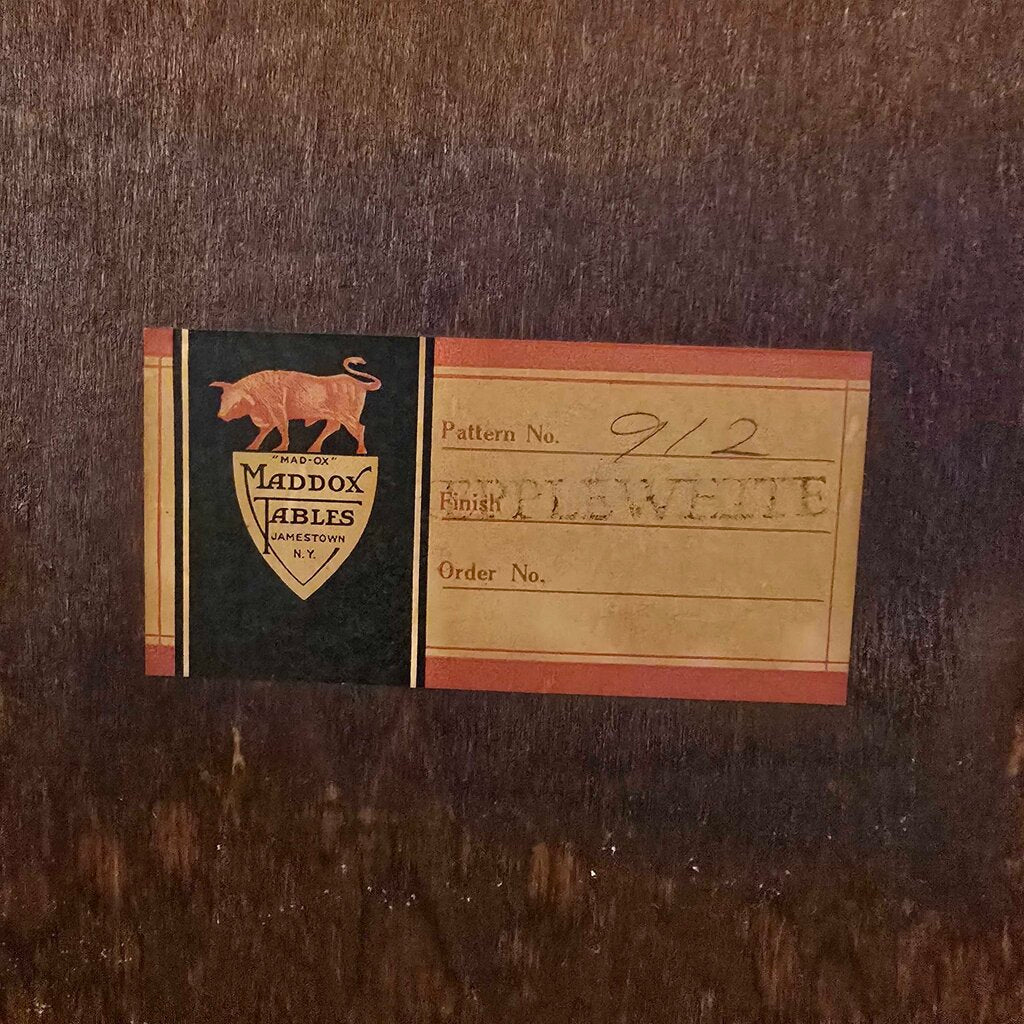 "MAD-OX"
MADDOX
TABLES
JAMESTOWN
N.Y.
Pattern No. 912
Finish EPPLEWHITE
Order No.